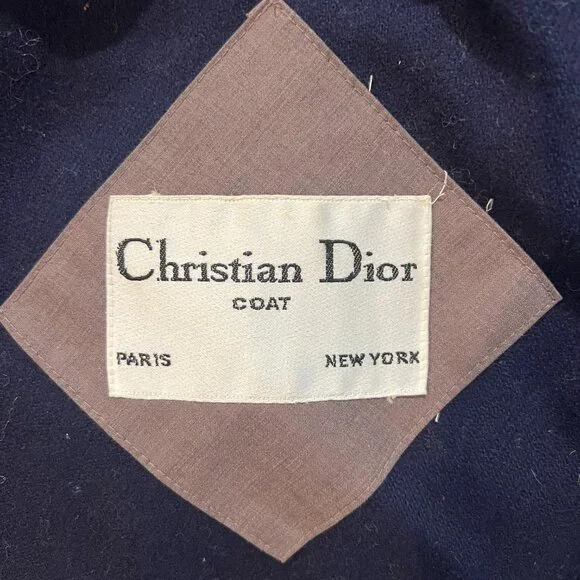 Christian Dior
COAT
PARIS NEW YORK